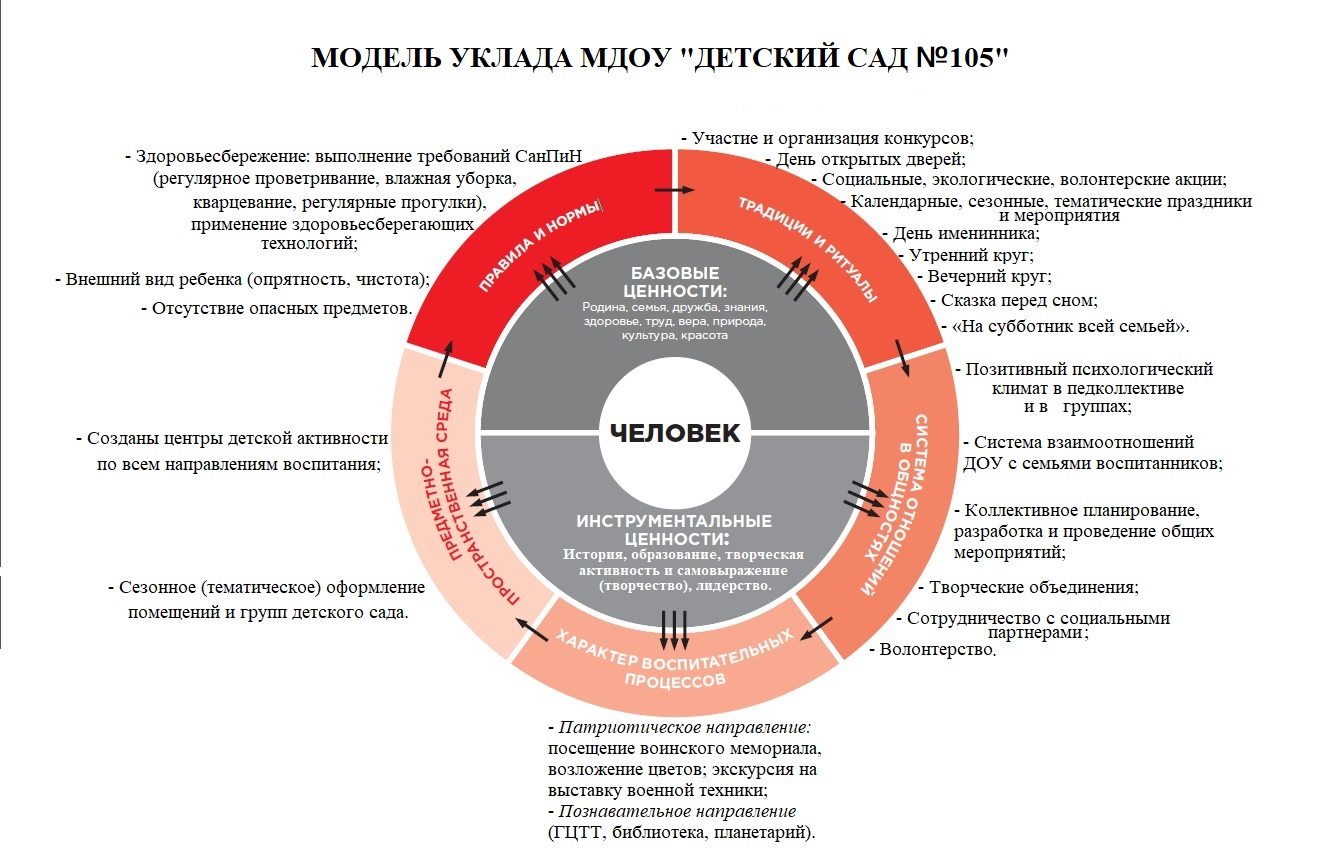 МОДЕЛЬ УКЛАДА МДОУ "ДЕТСКИЙ САД №105"
- Здоровьесбережение: выполнение требований СанПиН
(регулярное проветривание, влажная уборка,
кварцевание, регулярные прогулки),
применение здоровьесберегающих
технологий;
- Внешний вид ребенка (опрятность, чистота);
- Отсутствие опасных предметов.
ПРАВИЛА И НОРМЫ
- Участие и организация конкурсов;
- День открытых дверей;
- Социальные, экологические, волонтерские акции;
- Календарные, сезонные, тематические праздники
и мероприятия
- День именинника;
- Утренний круг;
- Вечерний круг;
- Сказка перед сном;
- «На субботник всей семьей».
ТРАДИЦИИ И РИТУАЛЫ
БАЗОВЫЕ
ЦЕННОСТИ:
Родина, семья, дружба, знания,
здоровье, труд, вера, природа,
культура, красота
ЧЕЛОВЕК
ИНСТРУМЕНТАЛЬНЫЕ
ЦЕННОСТИ:
История, образование, творческая
активность и самовыражение
(творчество), лидерство.
СИСТЕМА ОТНОШЕНИЙ
В ОБЩНОСТЯХ
- Позитивный психологический
климат в педколлективе
и в группах;
- Система взаимоотношений
ДОУ с семьями воспитанников;
- Коллективное планирование,
разработка и проведение общих
мероприятий;
- Творческие объединения;
- Сотрудничество с социальными
партнерами;
- Волонтерство.
ПРЕДМЕТНО-
ПРОСТРАНСТВЕННАЯ СРЕДА
- Созданы центры детской активности
по всем направлениям воспитания;
- Сезонное (тематическое) оформление
помещений и групп детского сада.
ХАРАКТЕР ВОСПИТАТЕЛЬНЫХ
ПРОЦЕССОВ
- Патриотическое направление:
посещение воинского мемориала,
возложение цветов; экскурсия на
выставку военной техники;
- Познавательное направление
(ГЦТТ, библиотека, планетарий).